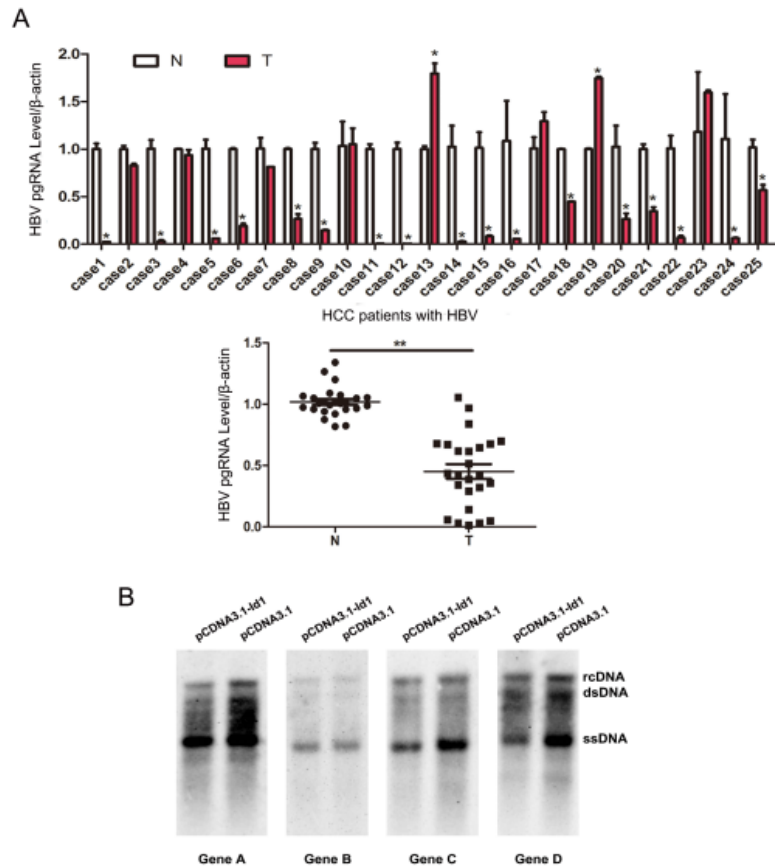 A
N T
HBV pgRNA Level/β-actin
2.0
1.5
1.0
0.5
0.0
* * * * * * * * * * * * * * * * * * *
case1 case2 case3 case4 case5 case6 case7 case8 case9 case10 case11 case12 case13 case14 case15 case16 case17 case18 case19 case20 case21 case22 case23 case24 case25
HCC patients with HBV
HBV pgRNA Level/β-actin
1.5
1.0
0.5
0.0
**
N T
B
pCDNA3.1-Id1 pCDNA3.1 pCDNA3.1-Id1 pCDNA3.1 pCDNA3.1-Id1 pCDNA3.1 pCDNA3.1-Id1 pCDNA3.1
rcDNA
dsDNA
ssDNA
Gene A Gene B Gene C Gene D